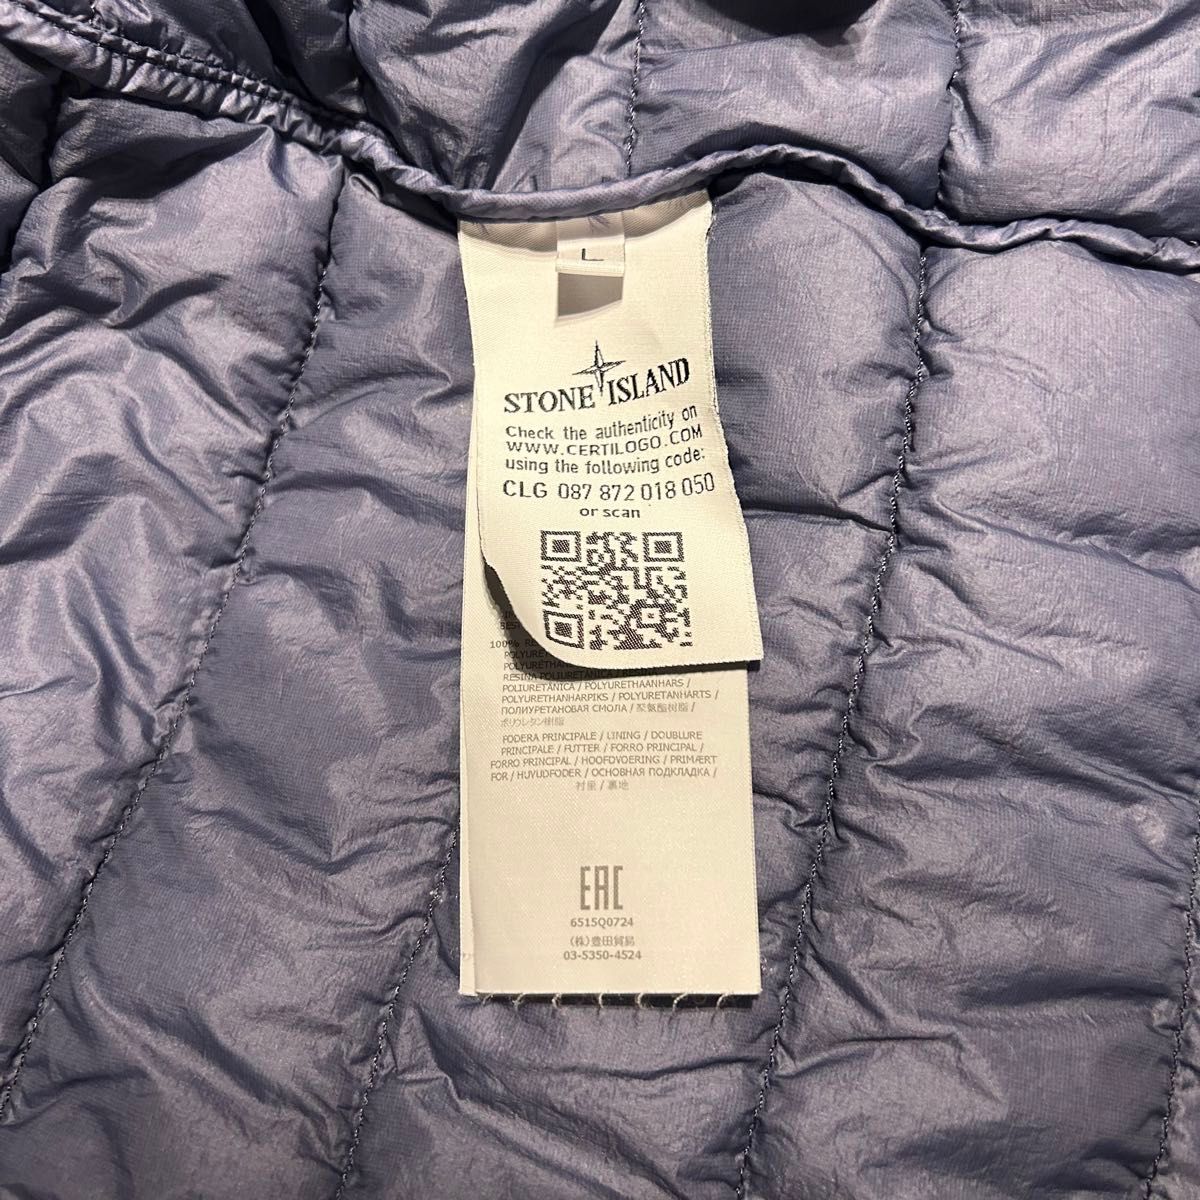 L
STONE ISLAND
Check the authenticity on
WWW.CERTILOGO.COM
using the following code:
CLG 087 872 018 050
or scan
100%
POLYURETHAN
RESINA POLIURETÂNICA /
POLIURETÁNICA / POLYURETHAANHARS /
POLYURETHANHARPIKS / POLYURETANHARTS /
ПОЛИУРЕТАНОВАЯ СМОЛА / 聚氨酯树脂 /
ポリウレタン樹脂
FODERA PRINCIPALE / LINING / DOUBLURE
PRINCIPALE / FUTTER / FORRO PRINCIPAL /
FORRO PRINCIPAL / HOOFDVOERING / PRIMÆRT
FOR / HUVUDFODER / ОСНОВНАЯ ПОДКЛАДКА /
衬里 / 裏地
EAC
6515Q0724
(株)豊田貿易
03-5350-4524